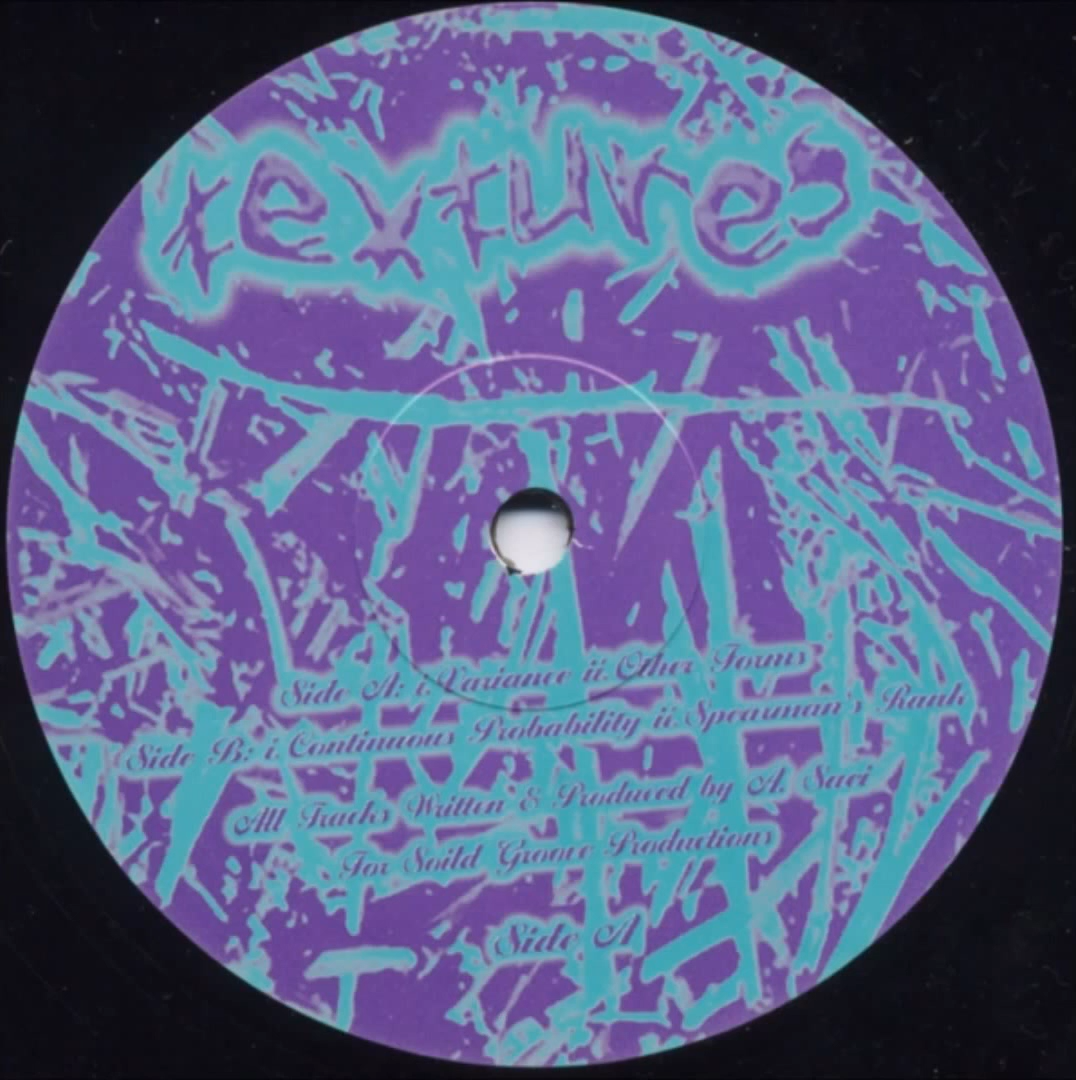 textures
Side A: i.Variance ii.Other Forms
Side B: i.Continuous Probability ii.Spearman's Rank
All Tracks Written & Produced by A. Suci
For Soild Groove Productions
Side A